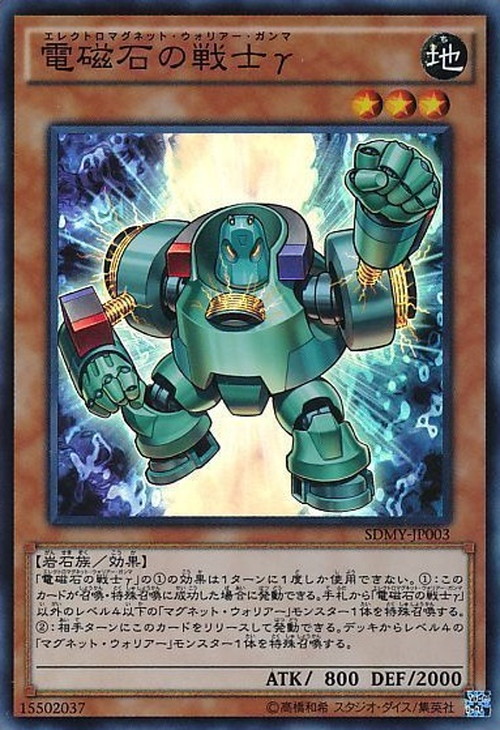 エレクトロマグネット・ウォリアー・ガンマ
電磁石の戦士γ
地
SDMY-JP003
【岩石族／効果】
「電磁石の戦士γ」の①の効果は１ターンに１度しか使用できない。①：この
カードが召喚・特殊召喚に成功した場合に発動できる。手札から「電磁石の戦士γ」
以外のレベル４以下の「マグネット・ウォリアー」モンスター１体を特殊召喚する。
②：相手ターンにこのカードをリリースして発動できる。デッキからレベル４の
「マグネット・ウォリアー」モンスター１体を特殊召喚する。
ATK/ 800 DEF/2000
15502037
©高橋和希 スタジオ・ダイス/集英社